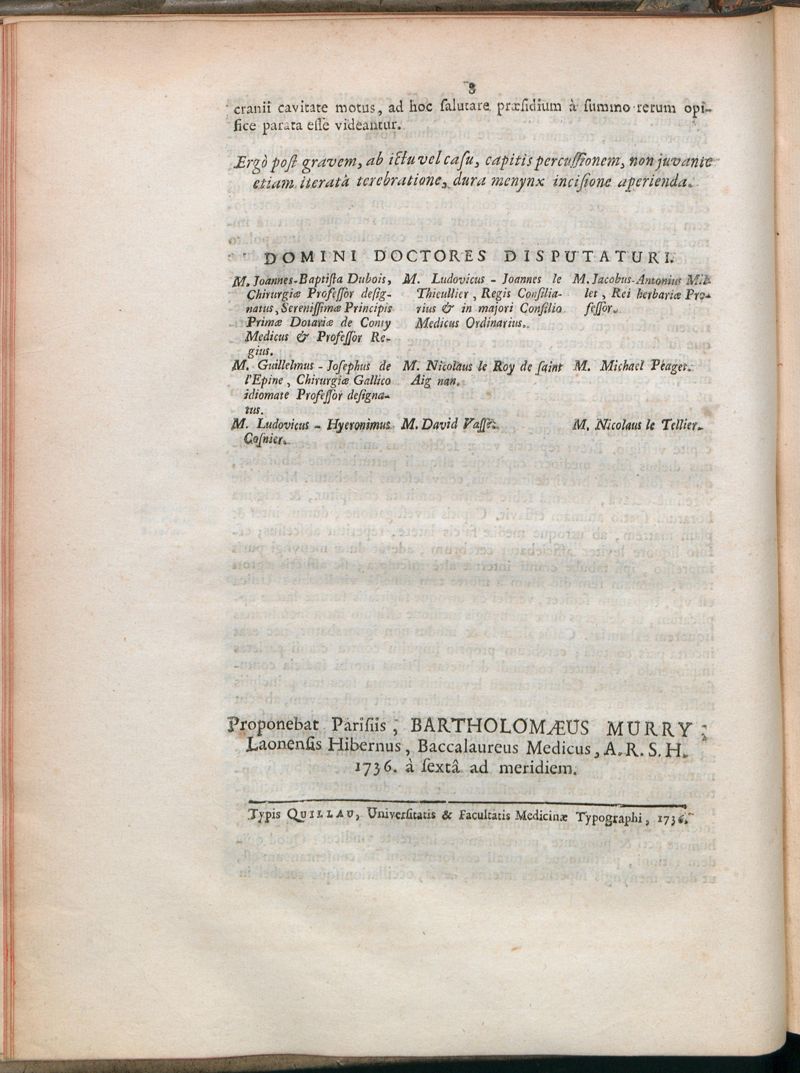 8
cranii cavitate motus, ad hoc salutare præsidium à summo rerum opi-
fice parata esse videantur.
Ergò post gravem, ab ictu vel casu, capitis percussionem, non juvante
etiam iteratâ terebratione, dura menynx incisione aperienda.
DOMINI DOCTORES DISPUTATURI.
M. Joannes-Baptista Dubois,
Chirurgiæ Professor desig-
natus, Serenissimæ Principis
Primæ Dotariæ de Conty
Medicus & Professor Re-
gius.
M. Ludovicus - Joannes le
Thieullier, Regis Consilia-
rius & in majori Consilio
Medicus Ordinarius.
M. Jacobus-Antonius
let, Rei herbariæ Pro-
fessor.
M. Guillelmus - Josephus de
l'Epine, Chirurgiæ Gallico
idiomate Professor designa-
tus.
M. Nicolaus le Roy de saint
Aig nan.
M. Michael Peaget.
M. Ludovicus - Hyeronimus
Cosnier.
M. David Vasse.
M. Nicolaus le Tellier.
Proponebat Parisiis, BARTHOLOMÆUS MURRY,
Laonensis Hibernus, Baccalaureus Medicus, A. R. S. H.
1736. à sextâ ad meridiem.
Typis QUILLAU, Universitatis & Facultatis Medicinæ Typographi, 1736.